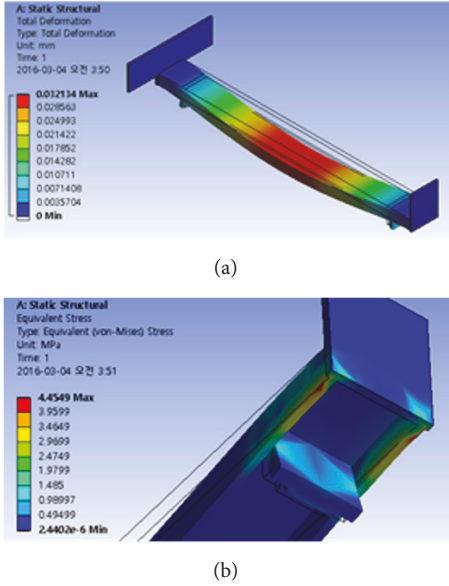 A: Static Structural
Total Deformation
Type: Total Deformation
Unit: mm
Time: 1
2016-03-04 오전 3:50
0.032134 Max
0.028563
0.024993
0.021422
0.017852
0.014282
0.010711
0.0071408
0.0035704
0 Min
(a)
A: Static Structural
Equivalent Stress
Type: Equivalent (von-Mises) Stress
Unit: MPa
Time: 1
2016-03-04 오전 3:51
4.4549 Max
3.9599
3.4649
2.9699
2.4749
1.9799
1.485
0.98997
0.49499
2.4402e-6 Min
(b)